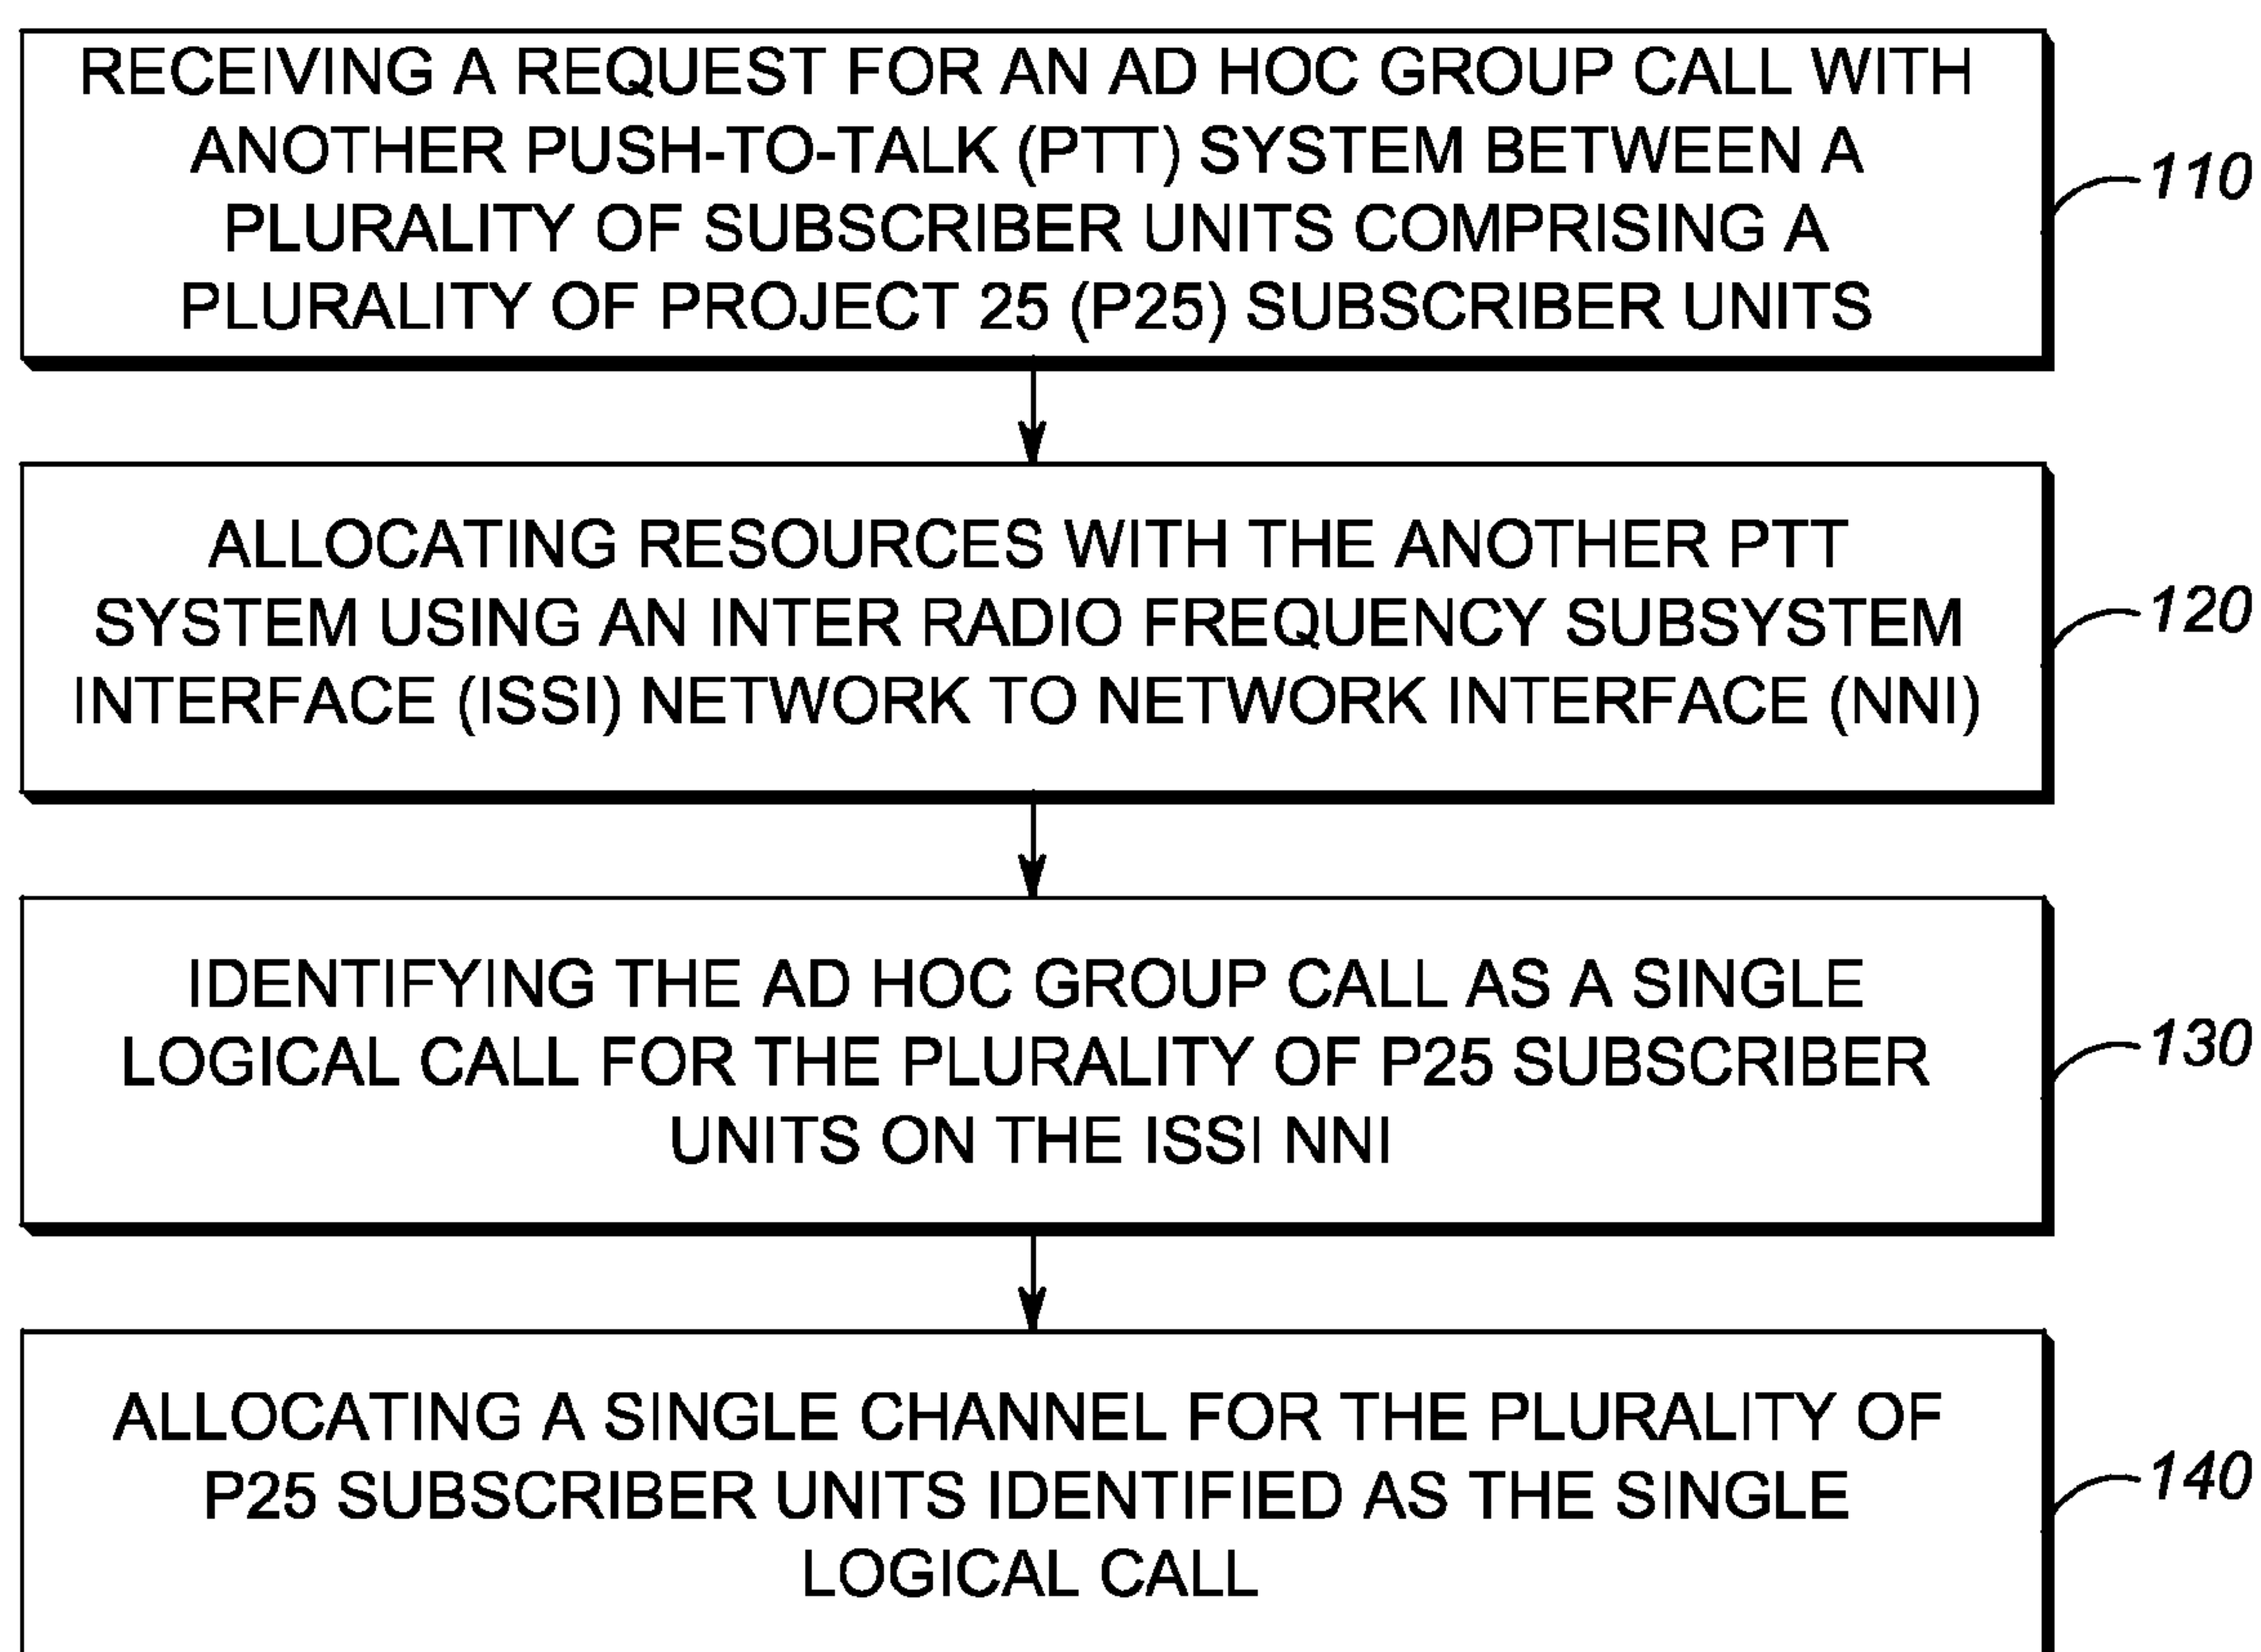 RECEIVING A REQUEST FOR AN AD HOC GROUP CALL WITH
ANOTHER PUSH-TO-TALK (PTT) SYSTEM BETWEEN A
PLURALITY OF SUBSCRIBER UNITS COMPRISING A
PLURALITY OF PROJECT 25 (P25) SUBSCRIBER UNITS
110
ALLOCATING RESOURCES WITH THE ANOTHER PTT
SYSTEM USING AN INTER RADIO FREQUENCY SUBSYSTEM
INTERFACE (ISSI) NETWORK TO NETWORK INTERFACE (NNI)
120
IDENTIFYING THE AD HOC GROUP CALL AS A SINGLE
LOGICAL CALL FOR THE PLURALITY OF P25 SUBSCRIBER
UNITS ON THE ISSI NNI
130
ALLOCATING A SINGLE CHANNEL FOR THE PLURALITY OF
P25 SUBSCRIBER UNITS IDENTIFIED AS THE SINGLE
LOGICAL CALL
140